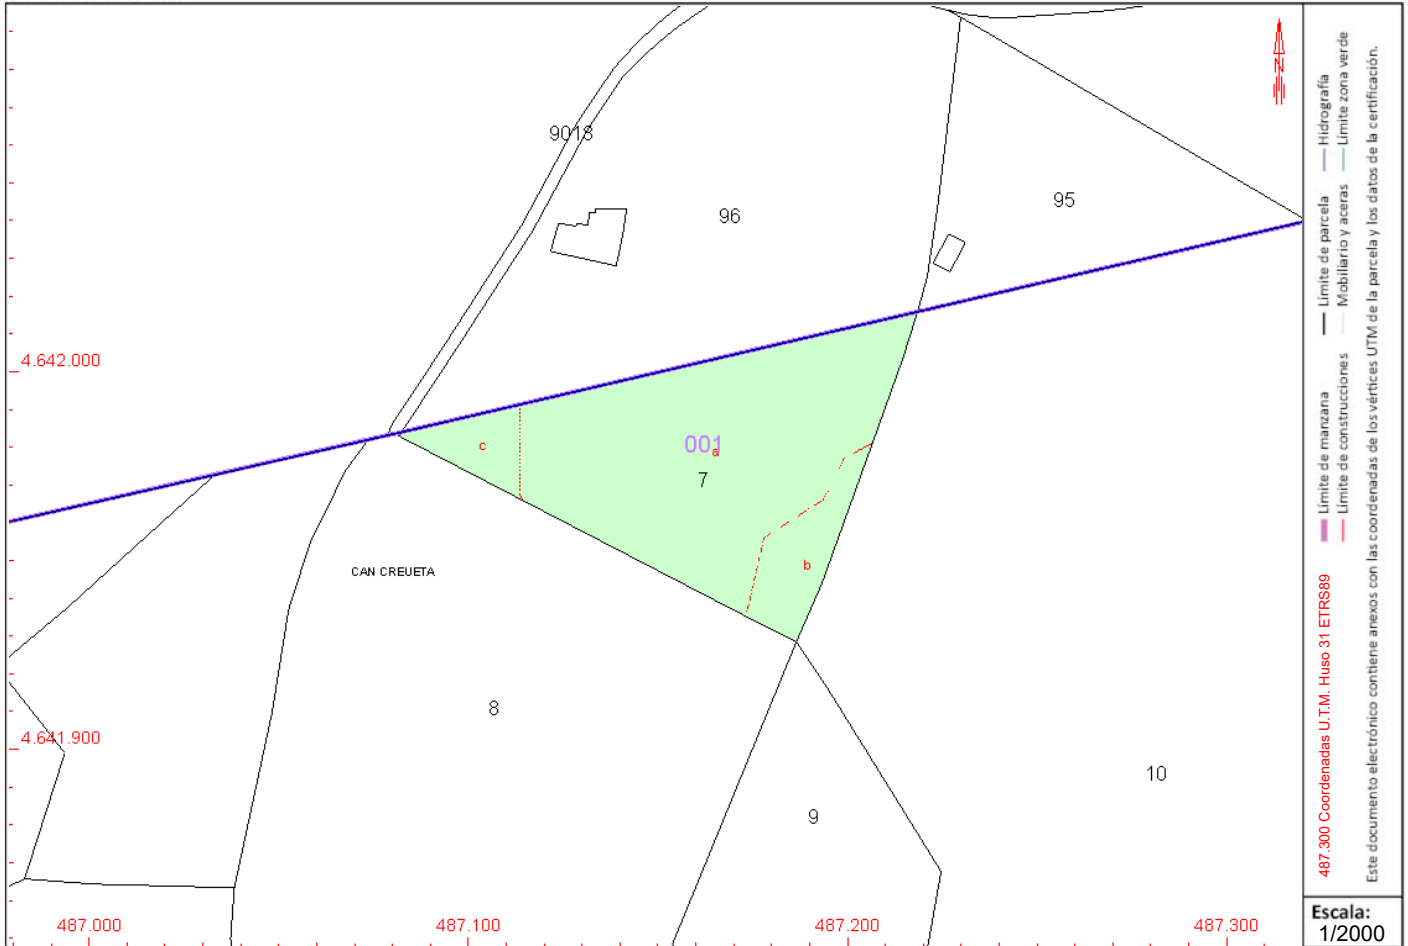 9018
96
95
4.642.000
c
001
a
7
b
CAN CREUETA
8
4.641.900
10
9
487.000
487.100
487.200
487.300
N
487.300 Coordenadas U.T.M. Huso 31 ETRS89
Límite de manzana
Límite de parcela
Hidrografía
Límite de construcciones
Mobiliario y aceras
Límite zona verde
Este documento electrónico contiene anexos con las coordenadas de los vértices UTM de la parcela y los datos de la certificación.
Escala:
1/2000